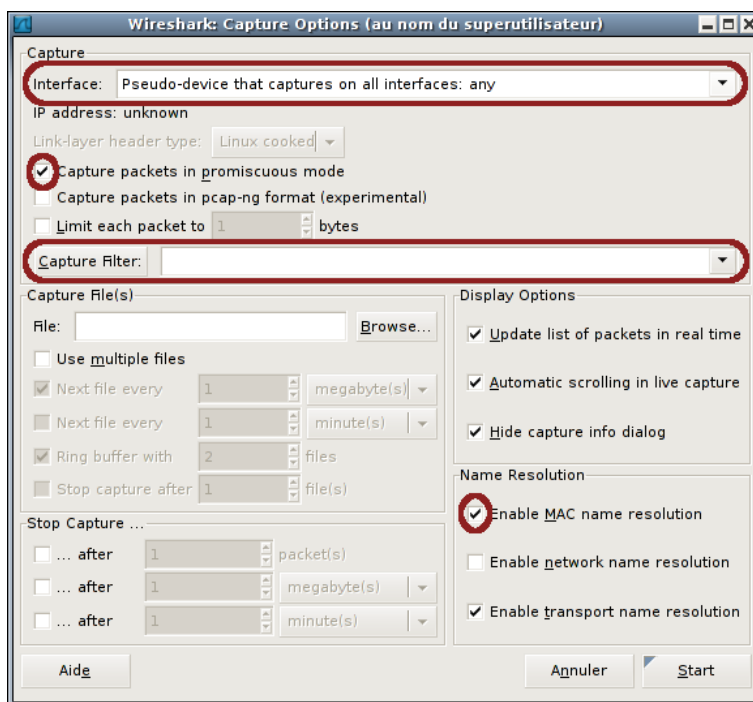 Wireshark: Capture Options (au nom du superutilisateur)
Capture
Interface: Pseudo-device that captures on all interfaces: any
IP address: unknown
Link-layer header type: Linux cooked
Capture packets in promiscuous mode
Capture packets in pcap-ng format (experimental)
Limit each packet to 1 bytes
Capture Filter:
Capture File(s)
File: Browse...
Use multiple files
Next file every 1 megabyte(s)
Next file every 1 minute(s)
Ring buffer with 2 files
Stop capture after 1 file(s)
Stop Capture ...
... after 1 packet(s)
... after 1 megabyte(s)
... after 1 minute(s)
Display Options
Update list of packets in real time
Automatic scrolling in live capture
Hide capture info dialog
Name Resolution
Enable MAC name resolution
Enable network name resolution
Enable transport name resolution
Aide Annuler Start